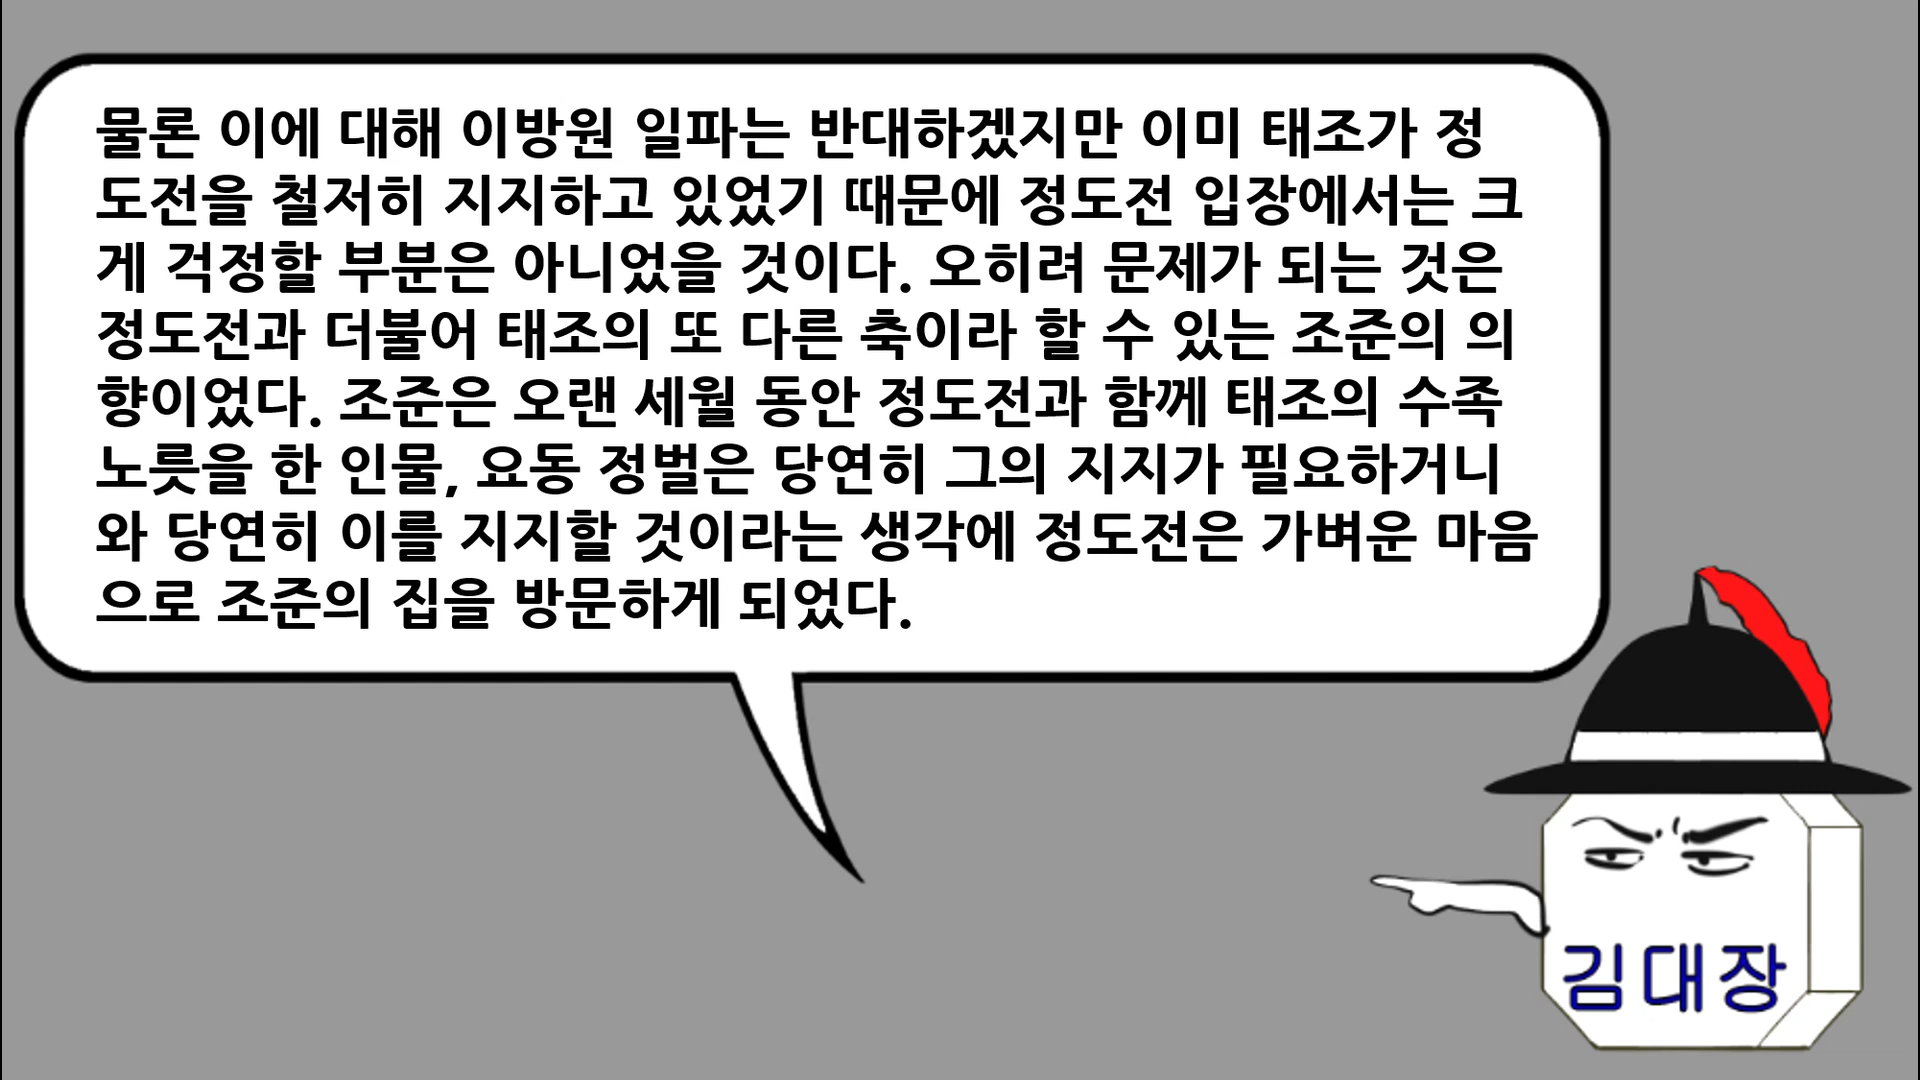 물론 이에 대해 이방원 일파는 반대하겠지만 이미 태조가 정
도전을 철저히 지지하고 있었기 때문에 정도전 입장에서는 크
게 걱정할 부분은 아니었을 것이다. 오히려 문제가 되는 것은
정도전과 더불어 태조의 또 다른 축이라 할 수 있는 조준의 의
향이었다. 조준은 오랜 세월 동안 정도전과 함께 태조의 수족
노릇을 한 인물, 요동 정벌은 당연히 그의 지지가 필요하거니
와 당연히 이를 지지할 것이라는 생각에 정도전은 가벼운 마음
으로 조준의 집을 방문하게 되었다.
김대장